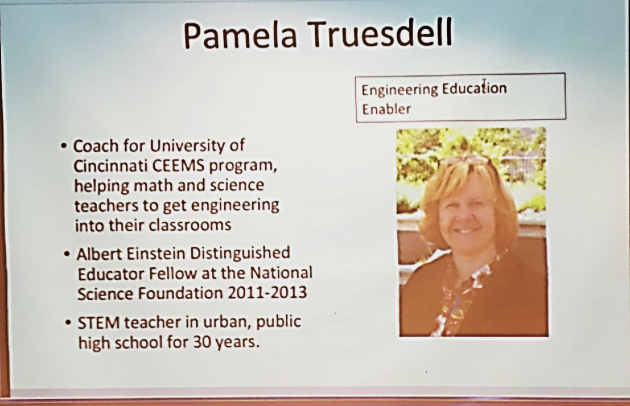 Pamela Truesdell
Engineering Education
Enabler
• Coach for University of
Cincinnati CEEMS program,
helping math and science
teachers to get engineering
into their classrooms
• Albert Einstein Distinguished
Educator Fellow at the National
Science Foundation 2011-2013
• STEM teacher in urban, public
high school for 30 years.